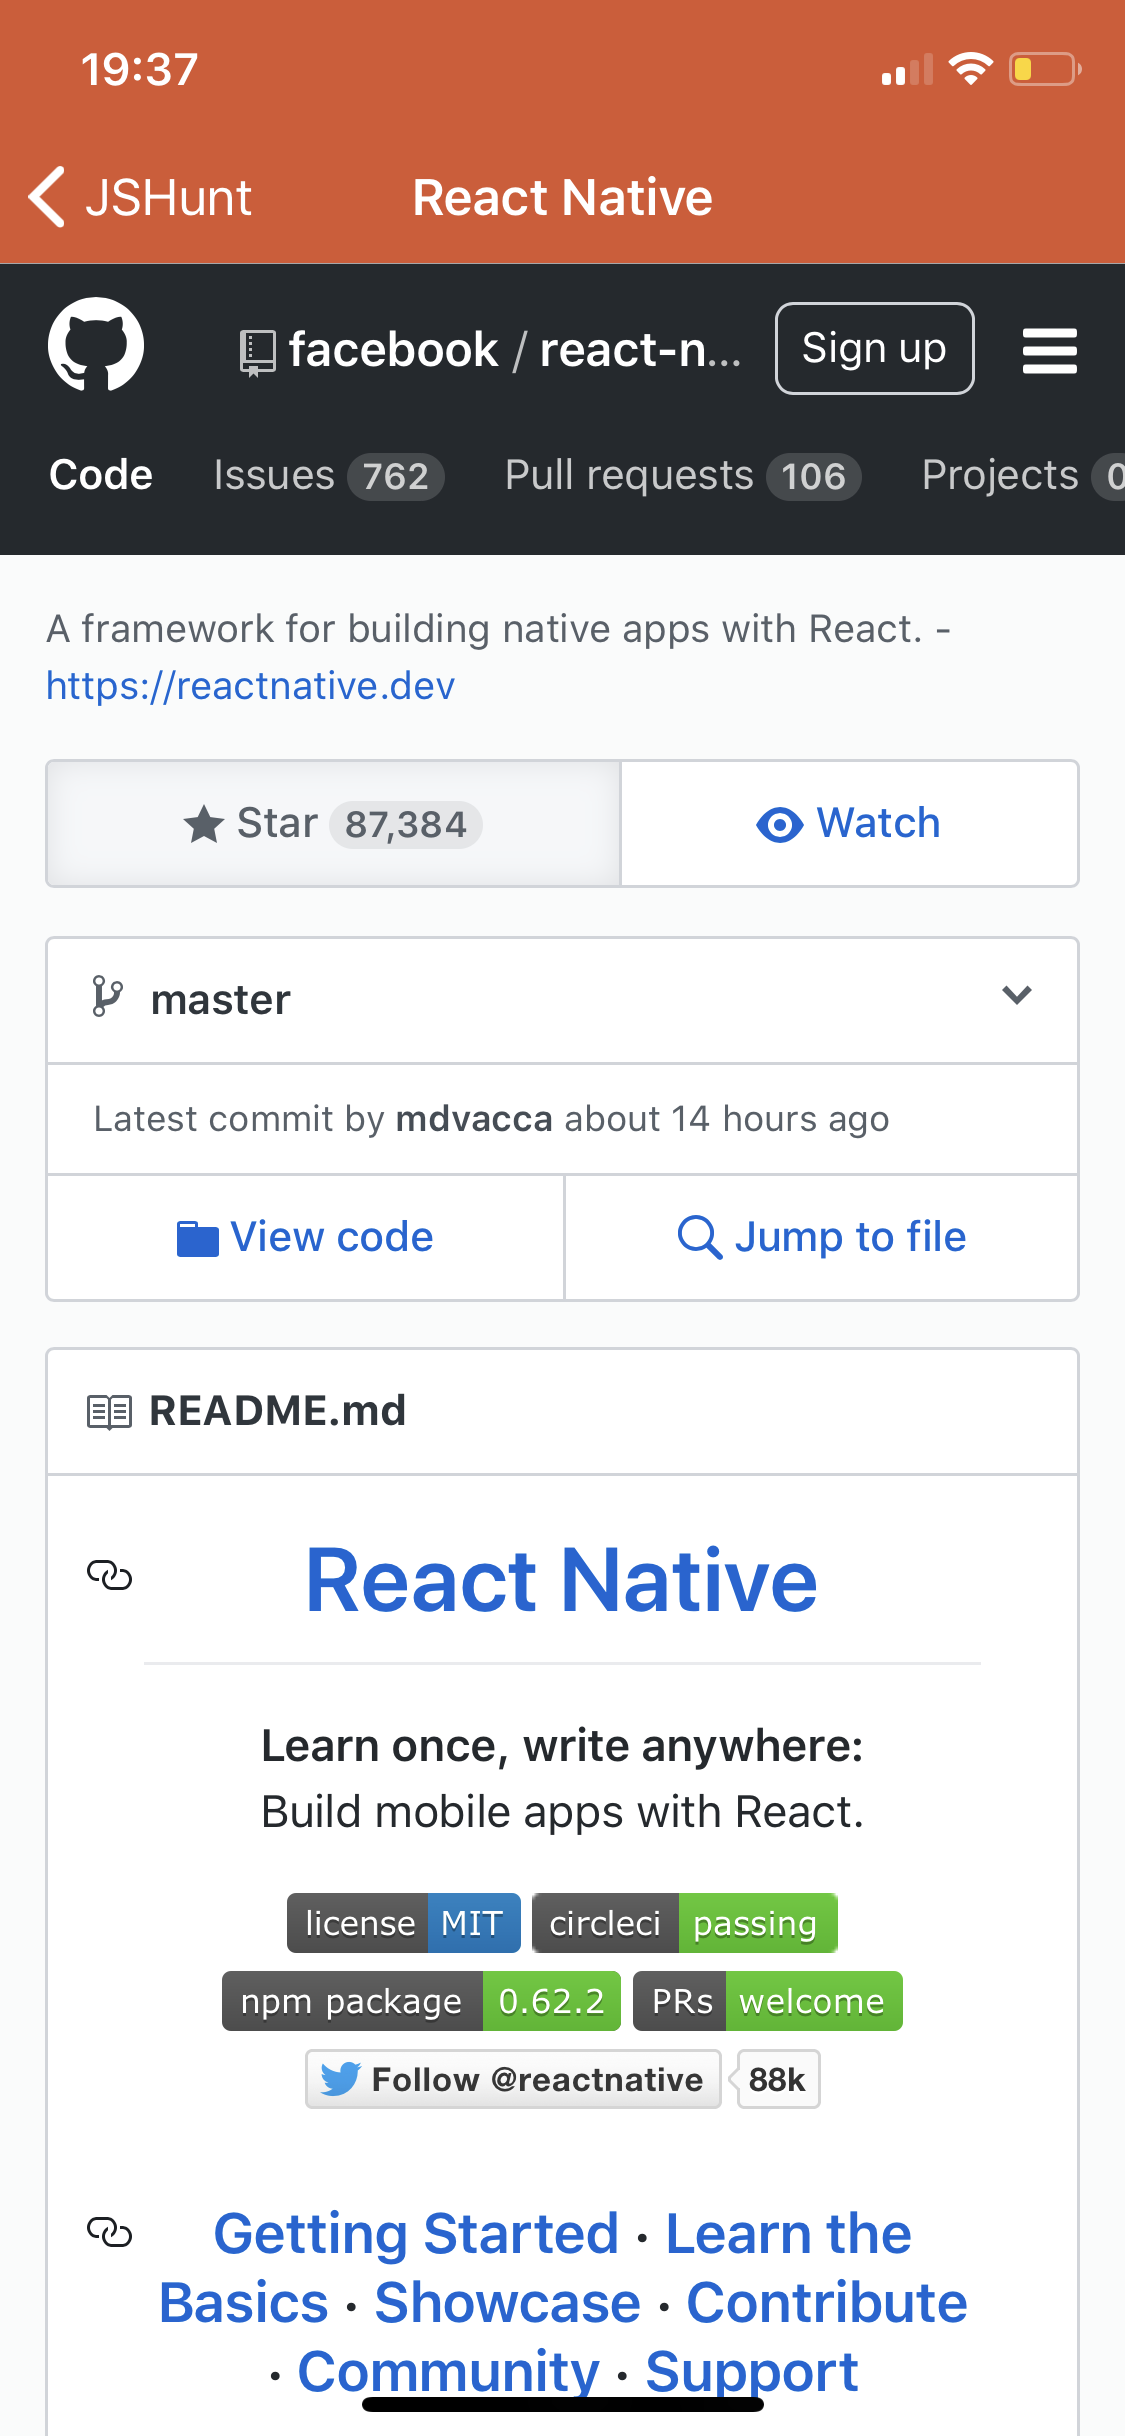 19:37
JSHunt React Native
facebook / react-n... Sign up
Code Issues 762 Pull requests 106 Projects 0
A framework for building native apps with React. -
https://reactnative.dev
Star 87,384 Watch
master
Latest commit by mdvacca about 14 hours ago
View code Jump to file
README.md
React Native
Learn once, write anywhere:
Build mobile apps with React.
license MIT circleci passing
npm package 0.62.2 PRs welcome
Follow @reactnative 88k
Getting Started · Learn the
Basics · Showcase · Contribute
· Community · Support